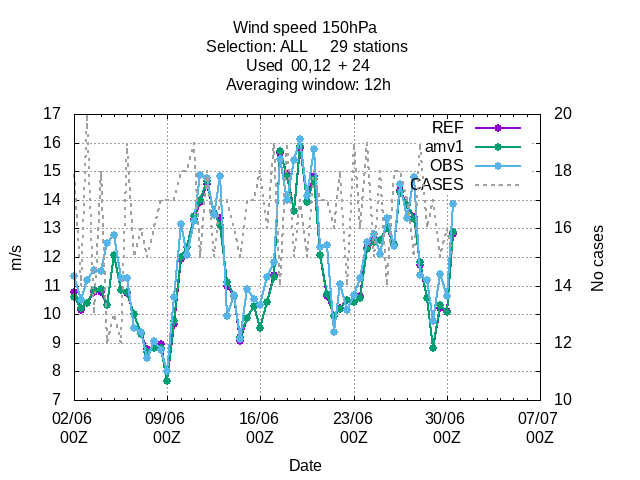 Wind speed 150hPa
Selection: ALL 29 stations
Used 00,12 + 24
Averaging window: 12h
17 20
REF
16
amv1
15 18
OBS
14
CASES
13
16
12
11
14
10
9
12
8
7 10
m/s
No cases
02/06 09/06 16/06 23/06 30/06 07/07
00Z 00Z 00Z 00Z 00Z 00Z
Date